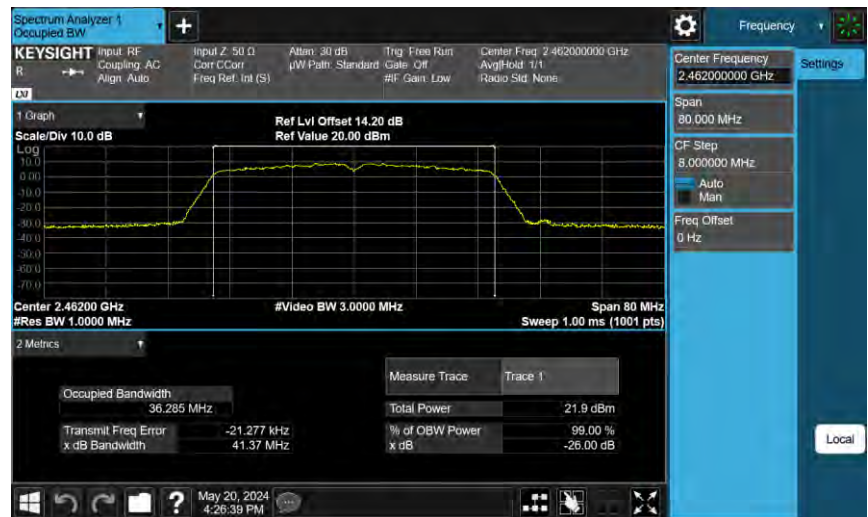 Spectrum Analyzer 1
Occupied BW
Frequency
KEYSIGHT
R
LXI
Input: RF
Coupling: AC
Align: Auto
Input Z: 50 Ω
Corr CCorr
Freq Ref: Int (S)
Atten: 30 dB
µW Path: Standard
Trig: Free Run
Gate: Off
#IF Gain: Low
Center Freq: 2.462000000 GHz
Avg|Hold: 1/1
Radio Std: None
1 Graph
Scale/Div 10.0 dB
Ref Lvl Offset 14.20 dB
Ref Value 20.00 dBm
Log
10.0
0.00
-10.0
-20.0
-30.0
-40.0
-50.0
-60.0
-70.0
Center 2.46200 GHz
#Res BW 1.0000 MHz
#Video BW 3.0000 MHz
Span 80 MHz
Sweep 1.00 ms (1001 pts)
2 Metrics
Measure Trace Trace 1
Occupied Bandwidth
36.285 MHz
Total Power 21.9 dBm
Transmit Freq Error -21.277 kHz
% of OBW Power 99.00 %
x dB Bandwidth 41.37 MHz
x dB -26.00 dB
Center Frequency
2.462000000 GHz
Settings
Span
80.000 MHz
CF Step
8.000000 MHz
Auto
Man
Freq Offset
0 Hz
Local
?
May 20, 2024
4:26:39 PM